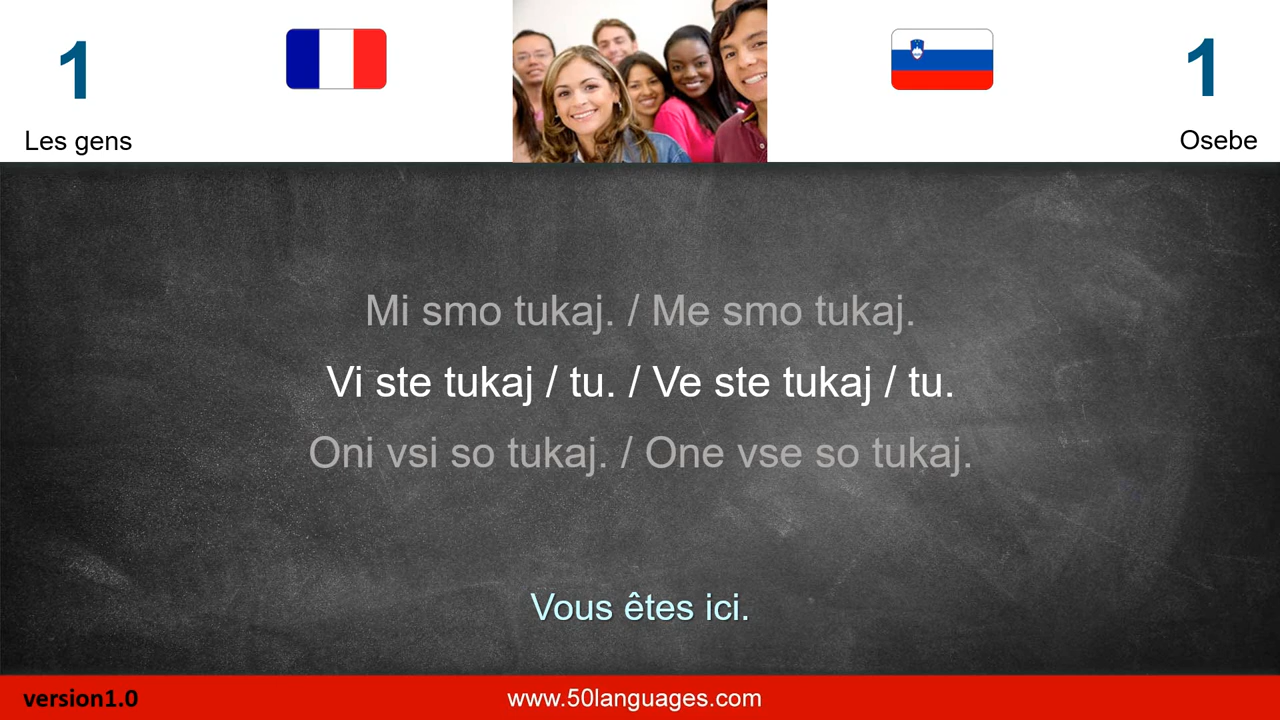 1
1
Les gens
Osebe
Mi smo tukaj. / Me smo tukaj.
Vi ste tukaj / tu. / Ve ste tukaj / tu.
Oni vsi so tukaj. / One vse so tukaj.
Vous êtes ici.
version1.0
www.50languages.com